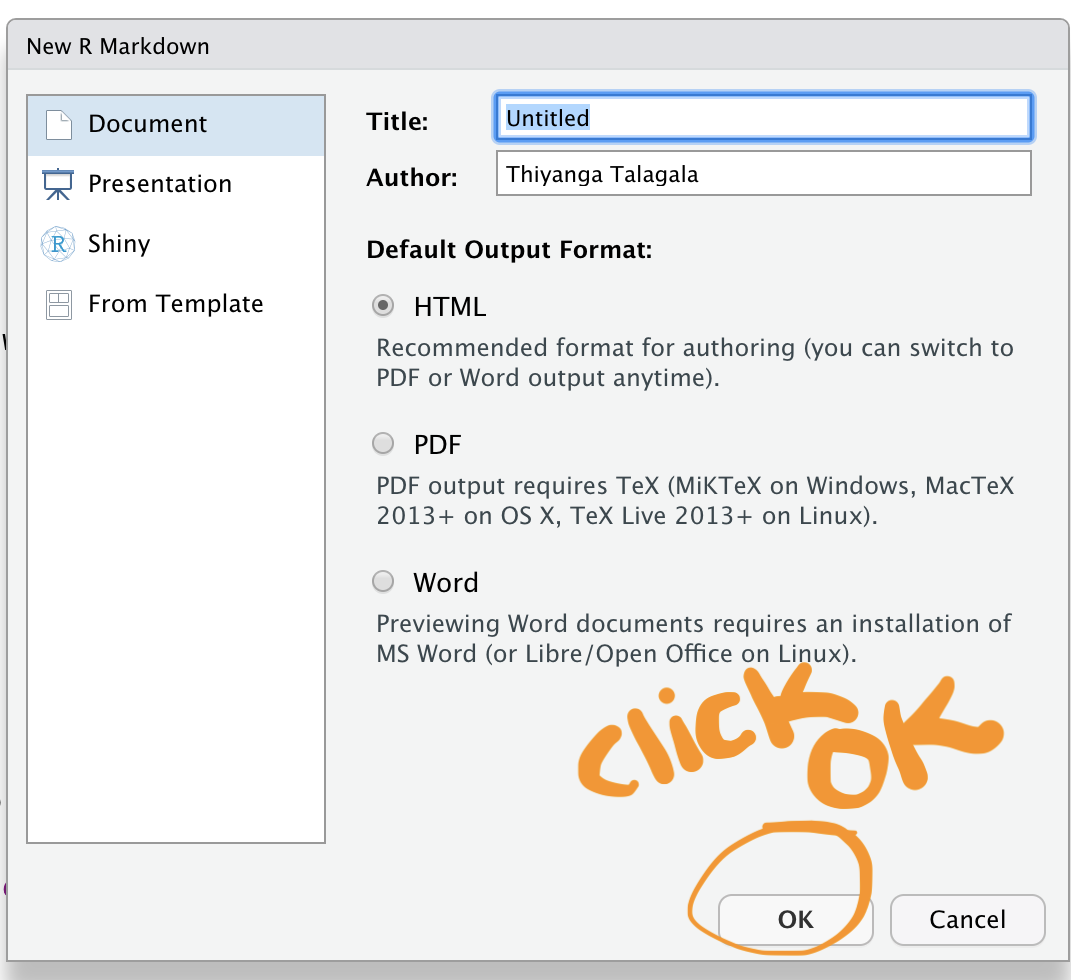 New R Markdown
Document
Presentation
Shiny
From Template
Title:
Untitled
Author:
Thiyanga Talagala
Default Output Format:
HTML
Recommended format for authoring (you can switch to
PDF or Word output anytime).
PDF
PDF output requires TeX (MiKTeX on Windows, MacTeX
2013+ on OS X, TeX Live 2013+ on Linux).
Word
Previewing Word documents requires an installation of
MS Word (or Libre/Open Office on Linux).
Click
OK
OK
Cancel